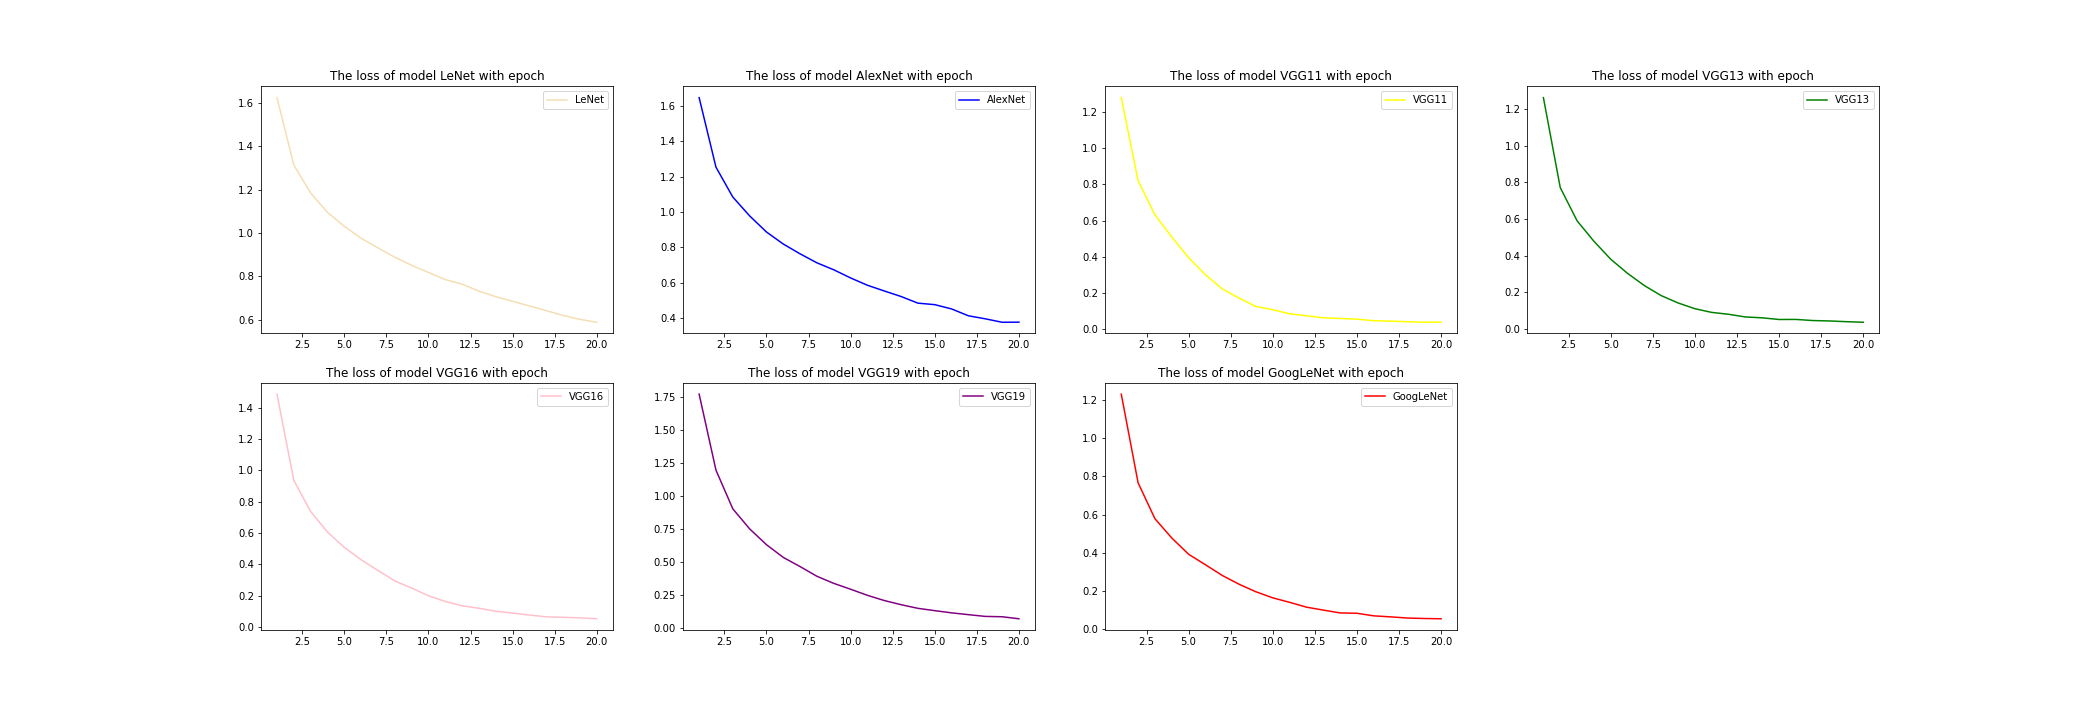 The loss of model LeNet with epoch
LeNet
1.6
1.4
1.2
1.0
0.8
0.6
2.5 5.0 7.5 10.0 12.5 15.0 17.5 20.0
The loss of model AlexNet with epoch
AlexNet
1.6
1.4
1.2
1.0
0.8
0.6
0.4
2.5 5.0 7.5 10.0 12.5 15.0 17.5 20.0
The loss of model VGG11 with epoch
VGG11
1.2
1.0
0.8
0.6
0.4
0.2
0.0
2.5 5.0 7.5 10.0 12.5 15.0 17.5 20.0
The loss of model VGG13 with epoch
VGG13
1.2
1.0
0.8
0.6
0.4
0.2
0.0
2.5 5.0 7.5 10.0 12.5 15.0 17.5 20.0
The loss of model VGG16 with epoch
VGG16
1.4
1.2
1.0
0.8
0.6
0.4
0.2
0.0
2.5 5.0 7.5 10.0 12.5 15.0 17.5 20.0
The loss of model VGG19 with epoch
VGG19
1.75
1.50
1.25
1.00
0.75
0.50
0.25
0.00
2.5 5.0 7.5 10.0 12.5 15.0 17.5 20.0
The loss of model GoogLeNet with epoch
GoogLeNet
1.2
1.0
0.8
0.6
0.4
0.2
0.0
2.5 5.0 7.5 10.0 12.5 15.0 17.5 20.0